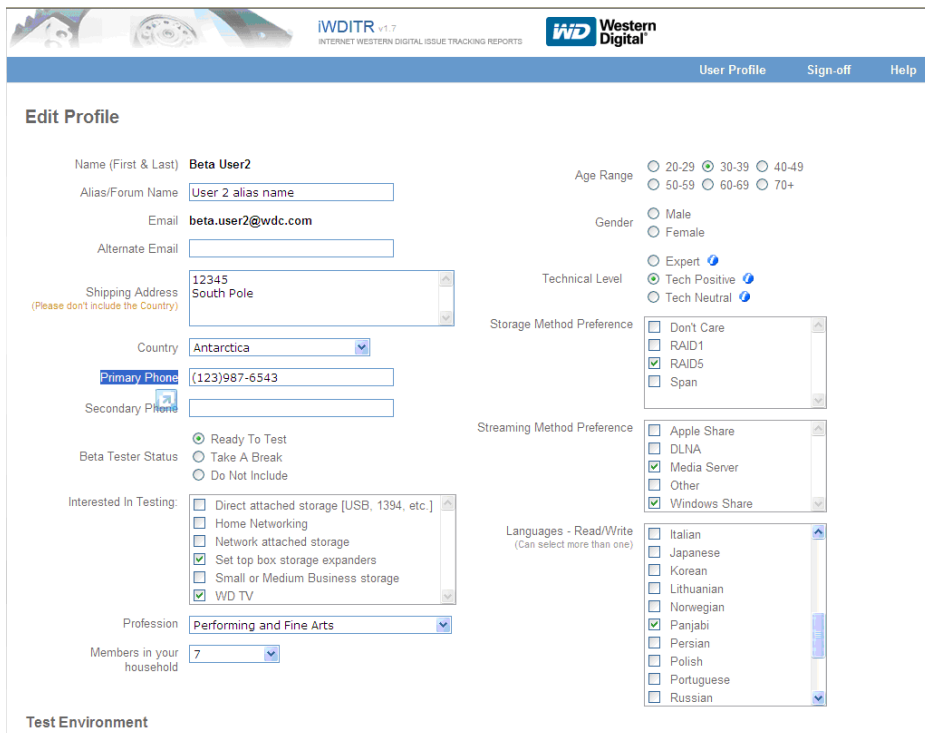 iWDITR v1.7
INTERNET WESTERN DIGITAL ISSUE TRACKING REPORTS
WD Western Digital®
User Profile Sign-off Help
Edit Profile
Name (First & Last) Beta User2
Alias/Forum Name User 2 alias name
Email beta.user2@wdc.com
Alternate Email
Shipping Address
(Please don't include the Country)
12345
South Pole
Country Antarctica
Primary Phone (123)987-6543
Secondary Phone
Beta Tester Status
Ready To Test
Take A Break
Do Not Include
Interested In Testing:
Direct attached storage [USB, 1394, etc.]
Home Networking
Network attached storage
Set top box storage expanders
Small or Medium Business storage
WD TV
Profession Performing and Fine Arts
Members in your
household
7
Age Range
20-29 30-39 40-49
50-59 60-69 70+
Gender
Male
Female
Technical Level
Expert
Tech Positive
Tech Neutral
Storage Method Preference
Don't Care
RAID1
RAID5
Span
Streaming Method Preference
Apple Share
DLNA
Media Server
Other
Windows Share
Languages - Read/Write
(Can select more than one)
Italian
Japanese
Korean
Lithuanian
Norwegian
Panjabi
Persian
Polish
Portuguese
Russian
Test Environment